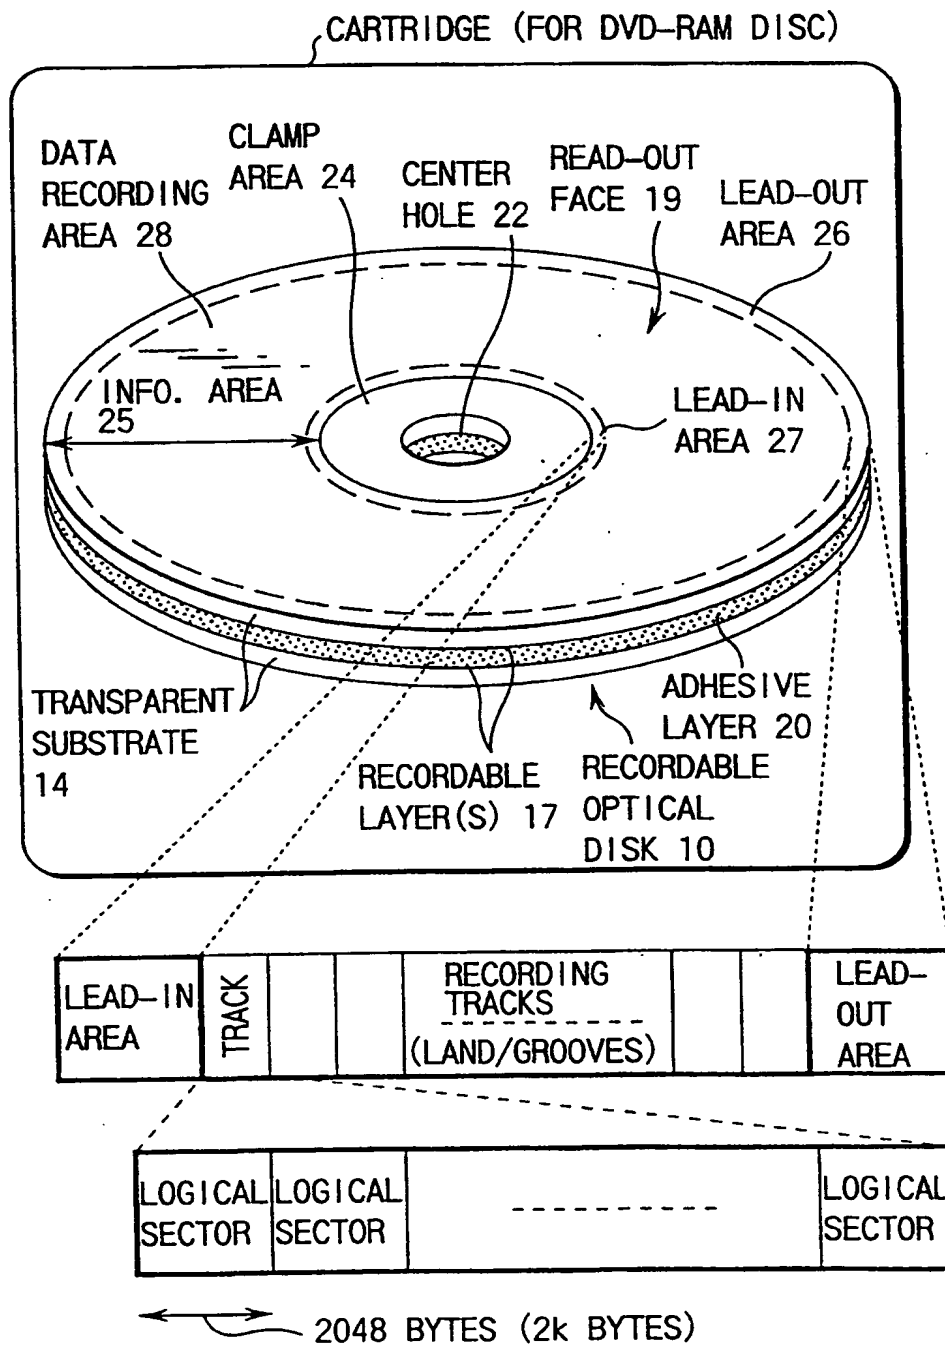 CARTRIDGE (FOR DVD-RAM DISC)
DATA
RECORDING
AREA 28
CLAMP
AREA 24
CENTER
HOLE 22
READ-OUT
FACE 19
LEAD-OUT
AREA 26
INFO. AREA
25
LEAD-IN
AREA 27
TRANSPARENT
SUBSTRATE
14
RECORDABLE
LAYER(S) 17
RECORDABLE
OPTICAL
DISK 10
ADHESIVE
LAYER 20
LEAD-IN
AREA
TRACK
RECORDING
TRACKS
(LAND/GROOVES)
LEAD-
OUT
AREA
LOGICAL
SECTOR
LOGICAL
SECTOR
LOGICAL
SECTOR
2048 BYTES (2k BYTES)